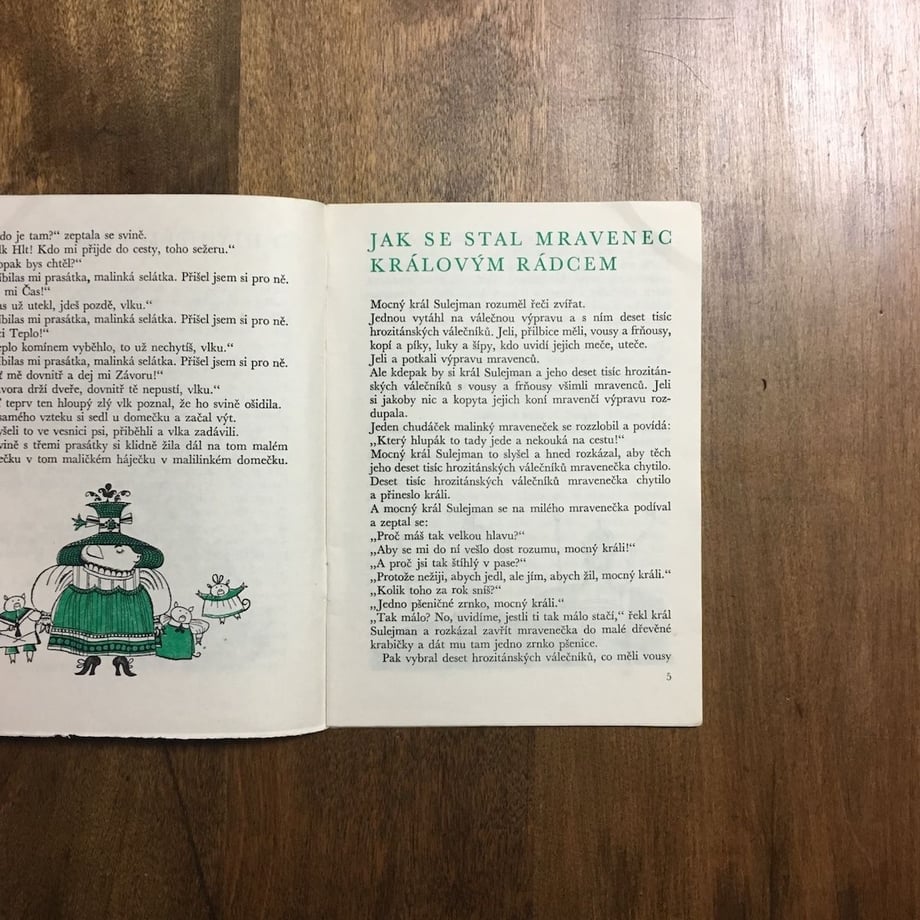 do je tam?“ zeptala se svině.
lk Hlt! Kdo mi přijde do cesty, toho sežeru.“
opak bys chtěl?“
íbilas mi prasátka, malinká selátka. Přišel jsem si pro ně.
mi Čas!“
as už utekl, jdeš pozdě, vlku.“
íbilas mi prasátka, malinká selátka. Přišel jsem si pro ně.
ci Teplo!“
eplo komínem vyběhlo, to už nechytíš, vlku.“
íbilas mi prasátka, malinká selátka. Přišel jsem si pro ně.
ť mě dovnitř a dej mi Závoru!“
vora drží dveře, dovnitř tě nepustí, vlku.“
teprv ten hloupý zlý vlk poznal, že ho svině ošidila.
samého vzteku si sedl u domečku a začal výt.
yšeli to ve vesnici psi, přiběhli a vlka zadávili.
vině s třemi prasátky si klidně žila dál na tom malém
ečku v tom maličkém háječku v malilinkém domečku.
JAK SE STAL MRAVENEC
KRÁLOVÝM RÁDCEM
Mocný král Sulejman rozuměl řeči zvířat.
Jednou vytáhl na válečnou výpravu a s ním deset tisíc
hrozitánských válečníků. Jeli, přilbice měli, vousy a frňousy,
kopí a píky, luky a šípy, kdo uvidí jejich meče, uteče.
Jeli a potkali výpravu mravenců.
Ale kdepak by si král Sulejman a jeho deset tisíc hrozitán-
ských válečníků s vousy a frňousy všimli mravenců. Jeli
si jakoby nic a kopyta jejich koní mravenčí výpravu roz-
dupala.
Jeden chudáček malinký mraveneček se rozzlobil a povídá:
„Který hlupák to tady jede a nekouká na cestu!“
Mocný král Sulejman to slyšel a hned rozkázal, aby těch
jeho deset tisíc hrozitánských válečníků mravenečka chytilo.
Deset tisíc hrozitánských válečníků mravenečka chytilo
a přineslo králi.
A mocný král Sulejman se na milého mravenečka podíval
a zeptal se:
„Proč máš tak velkou hlavu?“
„Aby se mi do ní vešlo dost rozumu, mocný králi!“
„A proč jsi tak štíhlý v pase?“
„Protože nežiji, abych jedl, ale jím, abych žil, mocný králi.“
„Kolik toho za rok sníš?“
„Jedno pšeničné zrnko, mocný králi.“
„Tak málo? No, uvidíme, jestli ti tak málo stačí,“ řekl král
Sulejman a rozkázal zavřít mravenečka do malé dřevěné
krabičky a dát mu tam jedno zrnko pšenice.
Pak vybral deset hrozitánských válečníků, co měli vousy
5